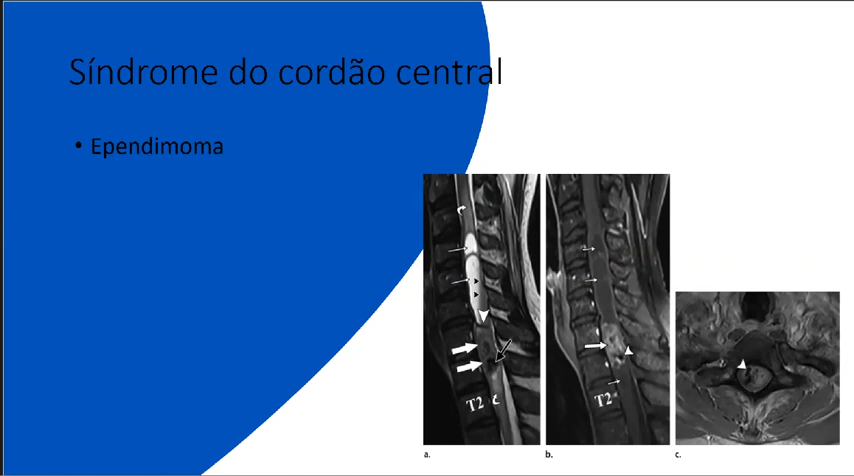 Síndrome do cordão central
• Ependimoma
T2
T2
a.
b.
c.